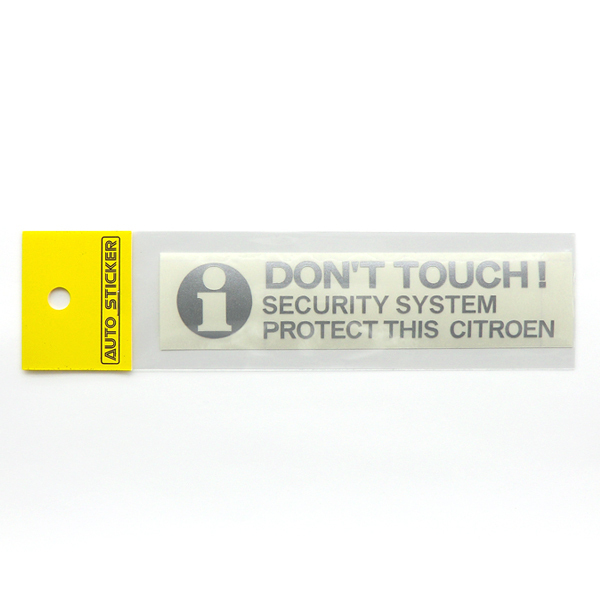 AUTO STICKER
i
DON'T TOUCH!
SECURITY SYSTEM
PROTECT THIS CITROEN